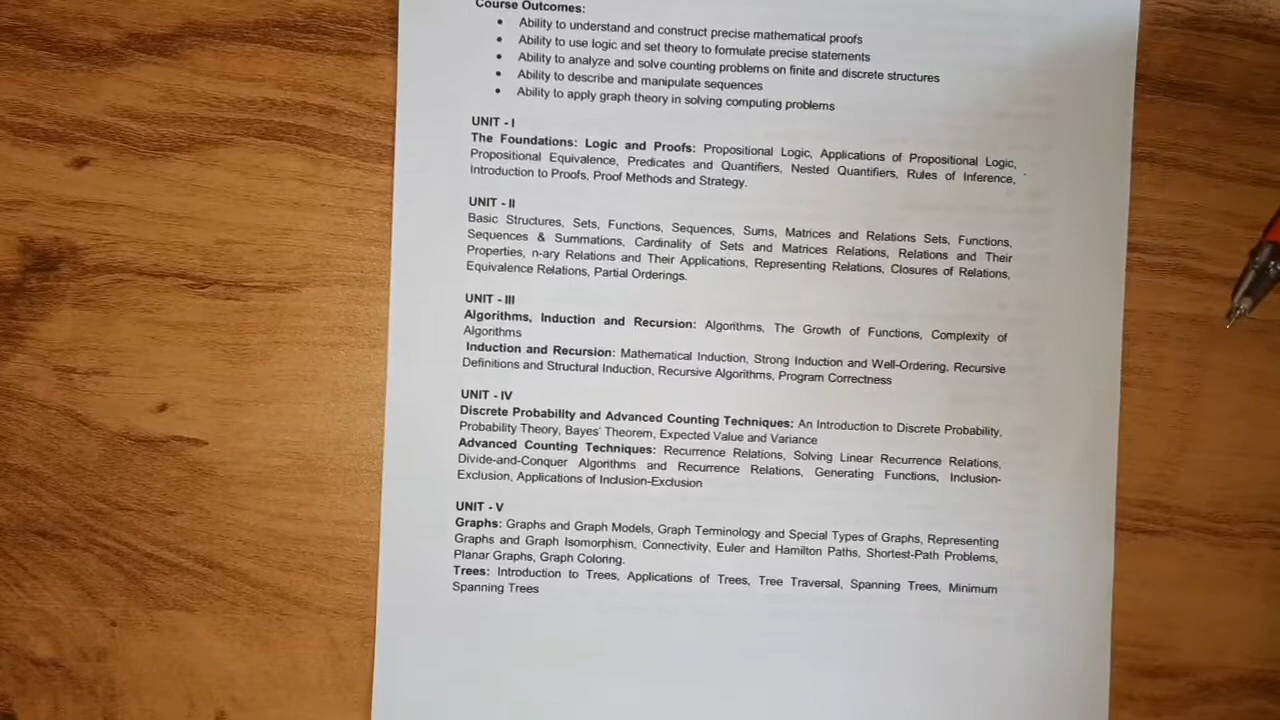 Course Outcomes:
• Ability to understand and construct precise mathematical proofs
• Ability to use logic and set theory to formulate precise statements
• Ability to analyze and solve counting problems on finite and discrete structures
• Ability to describe and manipulate sequences
• Ability to apply graph theory in solving computing problems
UNIT - I
The Foundations: Logic and Proofs: Propositional Logic, Applications of Propositional Logic,
Propositional Equivalence, Predicates and Quantifiers, Nested Quantifiers, Rules of Inference,
Introduction to Proofs, Proof Methods and Strategy.
UNIT - II
Basic Structures, Sets, Functions, Sequences, Sums, Matrices and Relations Sets, Functions,
Sequences & Summations, Cardinality of Sets and Matrices Relations, Relations and Their
Properties, n-ary Relations and Their Applications, Representing Relations, Closures of Relations,
Equivalence Relations, Partial Orderings.
UNIT - III
Algorithms, Induction and Recursion: Algorithms, The Growth of Functions, Complexity of
Algorithms
Induction and Recursion: Mathematical Induction, Strong Induction and Well-Ordering, Recursive
Definitions and Structural Induction, Recursive Algorithms, Program Correctness
UNIT - IV
Discrete Probability and Advanced Counting Techniques: An Introduction to Discrete Probability,
Probability Theory, Bayes' Theorem, Expected Value and Variance
Advanced Counting Techniques: Recurrence Relations, Solving Linear Recurrence Relations,
Divide-and-Conquer Algorithms and Recurrence Relations, Generating Functions, Inclusion-
Exclusion, Applications of Inclusion-Exclusion
UNIT - V
Graphs: Graphs and Graph Models, Graph Terminology and Special Types of Graphs, Representing
Graphs and Graph Isomorphism, Connectivity, Euler and Hamilton Paths, Shortest-Path Problems,
Planar Graphs, Graph Coloring.
Trees: Introduction to Trees, Applications of Trees, Tree Traversal, Spanning Trees, Minimum
Spanning Trees